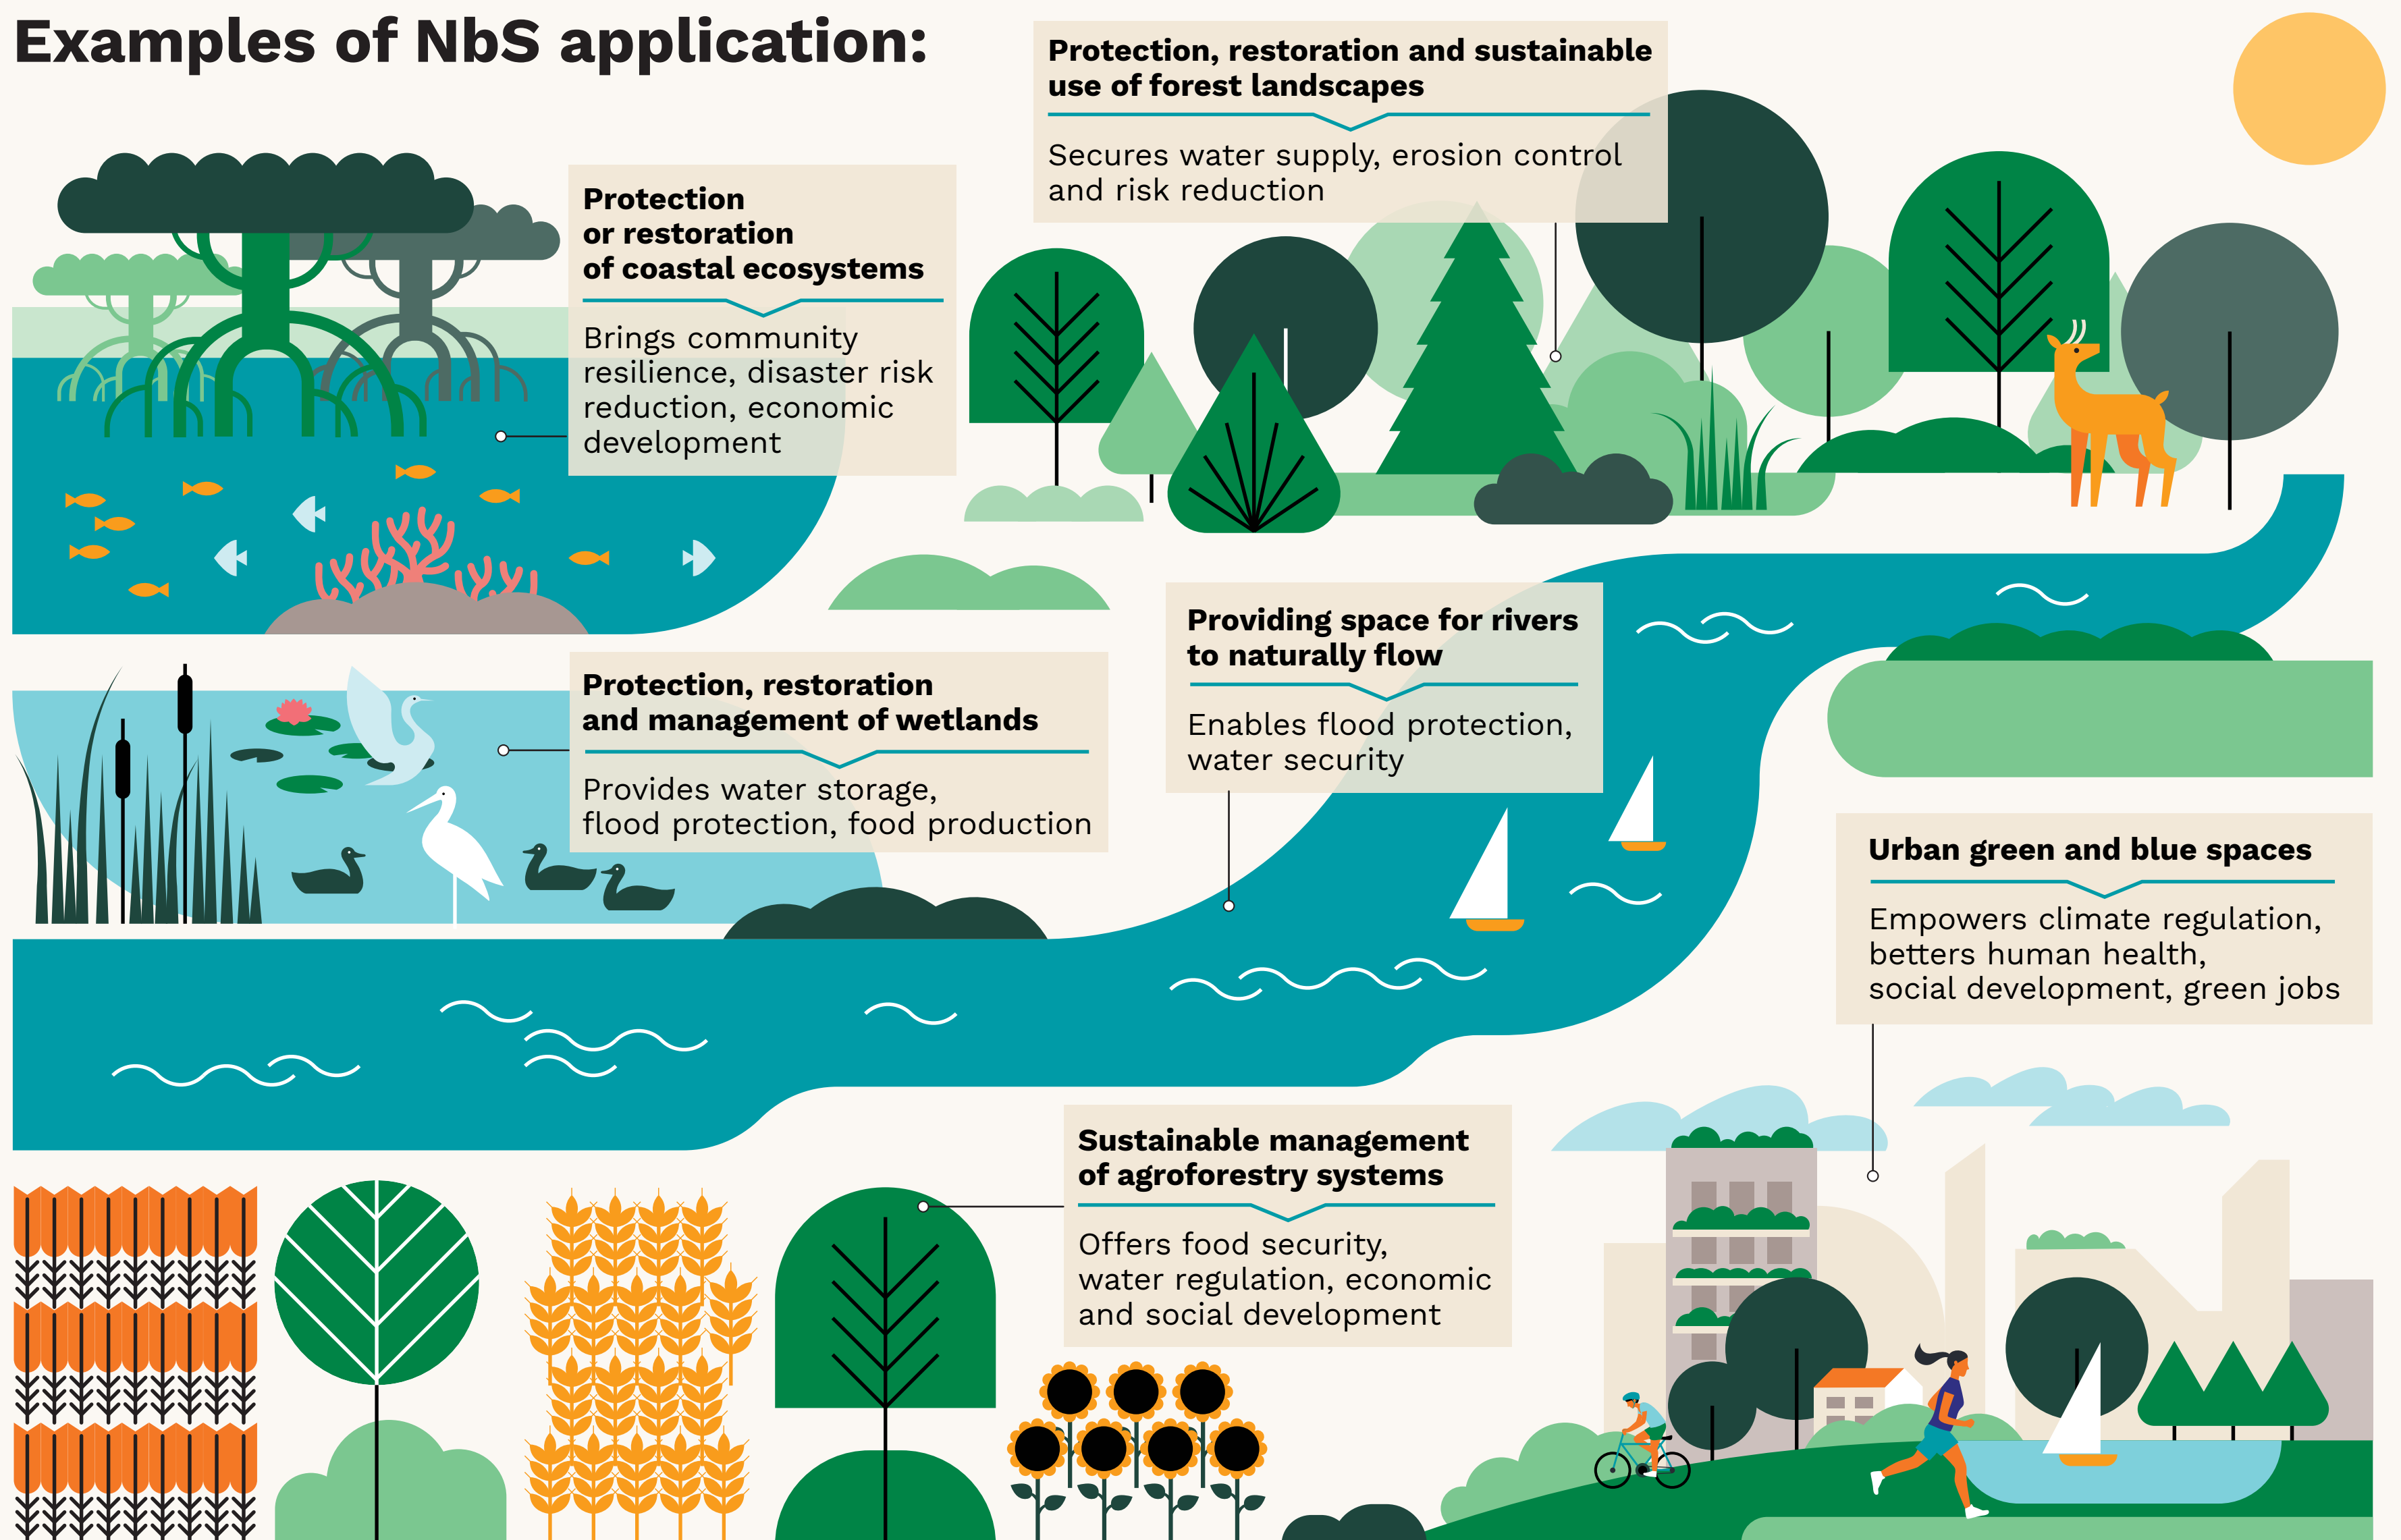 Examples of NbS application:
Protection, restoration and sustainable
use of forest landscapes
Secures water supply, erosion control
and risk reduction
Protection
or restoration
of coastal ecosystems
Brings community
resilience, disaster risk
reduction, economic
development
Providing space for rivers
to naturally flow
Enables flood protection,
water security
Protection, restoration
and management of wetlands
Provides water storage,
flood protection, food production
Urban green and blue spaces
Empowers climate regulation,
betters human health,
social development, green jobs
Sustainable management
of agroforestry systems
Offers food security,
water regulation, economic
and social development